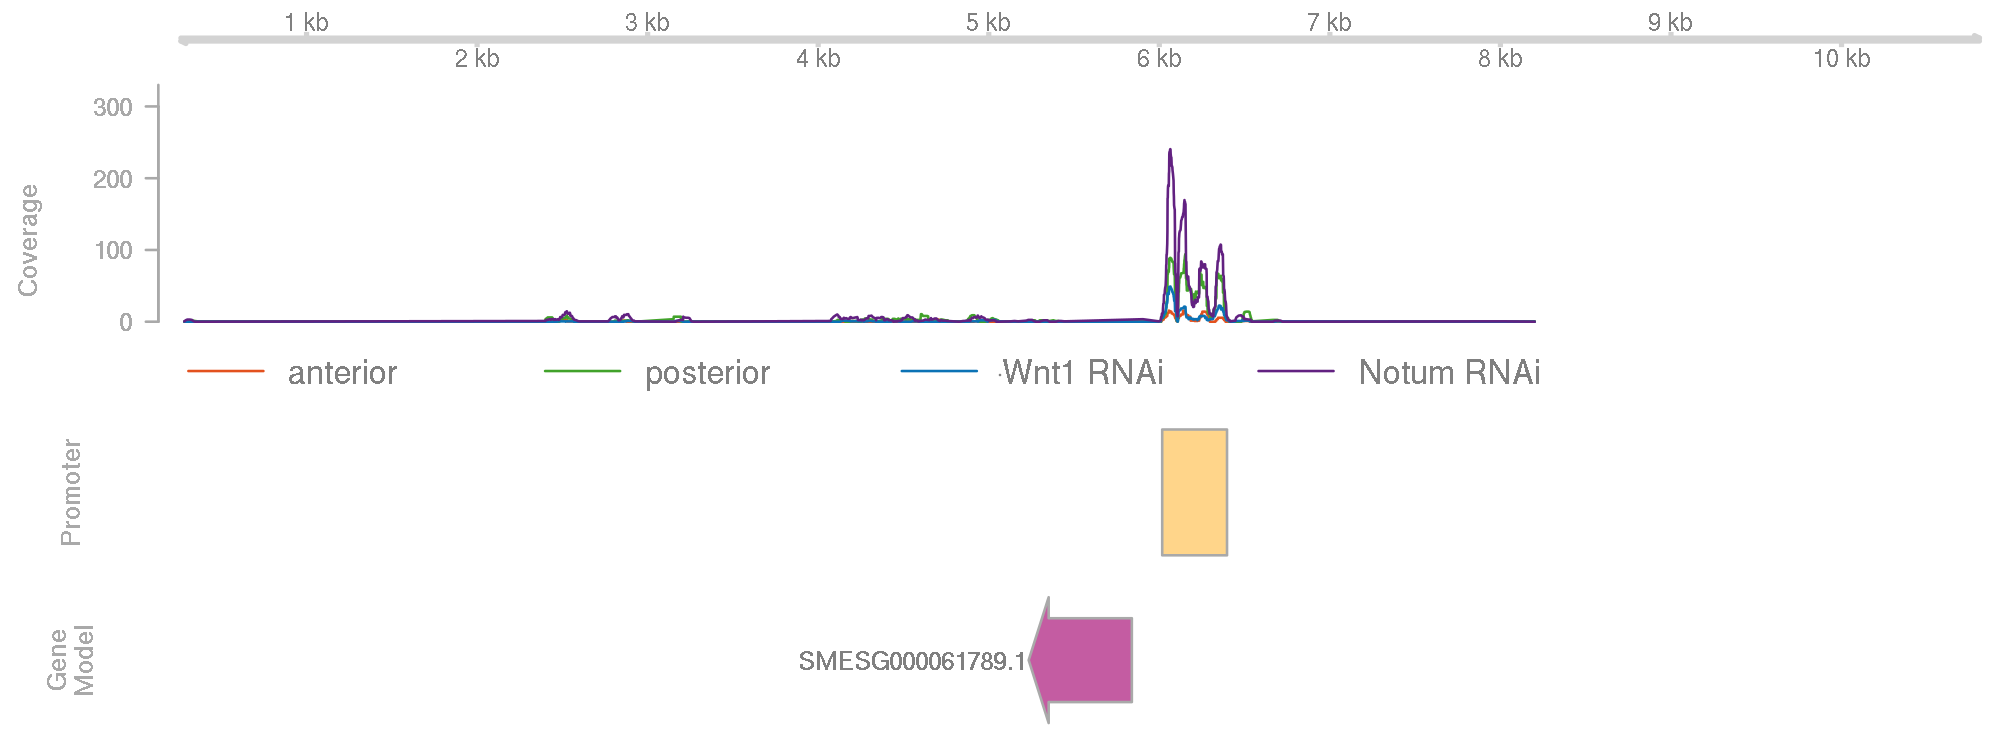 1 kb 3 kb 5 kb 7 kb 9 kb
2 kb 4 kb 6 kb 8 kb 10 kb
Coverage
300
200
100
0
anterior posterior Wnt1 RNAi Notum RNAi
Promoter
Gene
Model
SMESG000061789.1